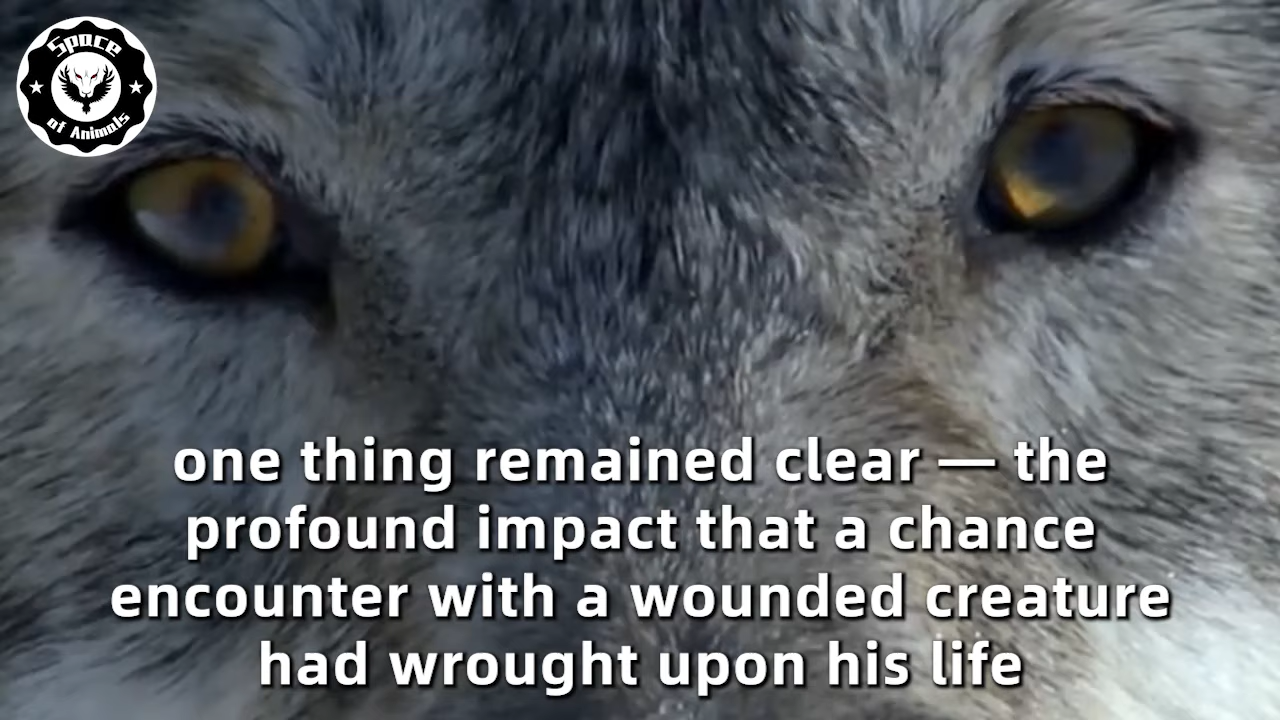 Space
of Animals
one thing remained clear — the
profound impact that a chance
encounter with a wounded creature
had wrought upon his life